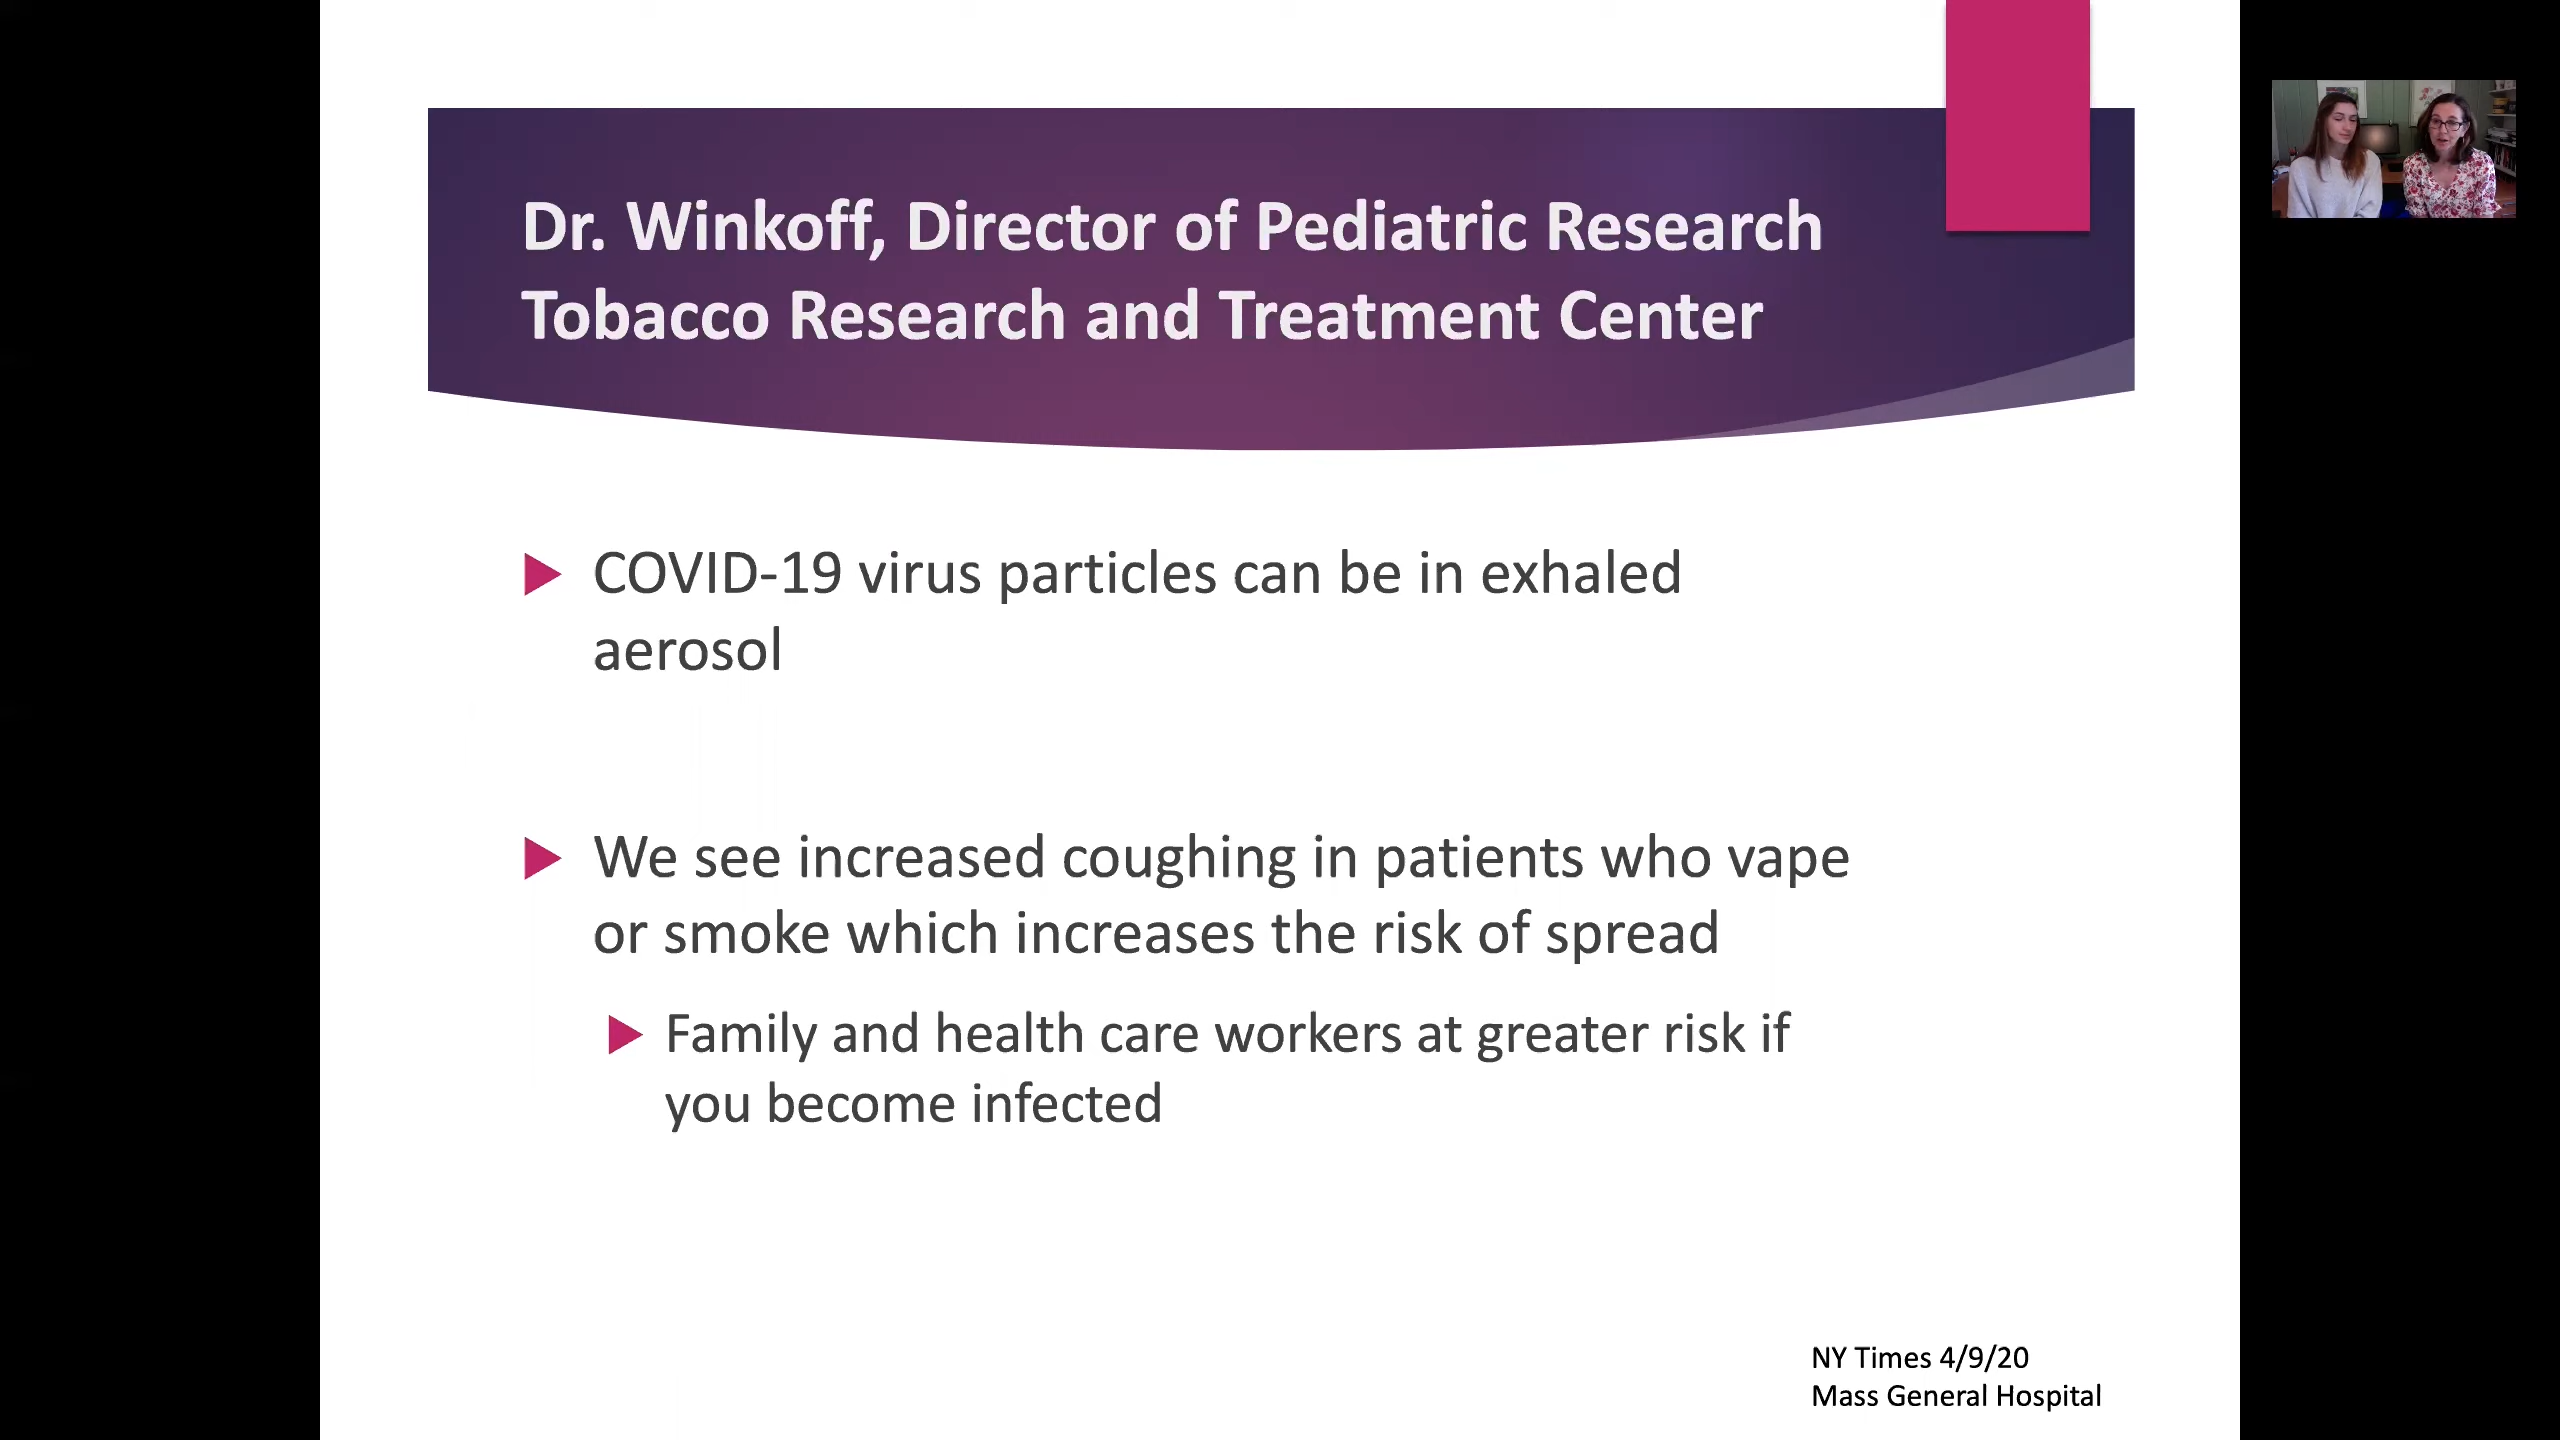 Dr. Winkoff, Director of Pediatric Research
Tobacco Research and Treatment Center
COVID-19 virus particles can be in exhaled
aerosol
We see increased coughing in patients who vape
or smoke which increases the risk of spread
Family and health care workers at greater risk if
you become infected
NY Times 4/9/20
Mass General Hospital